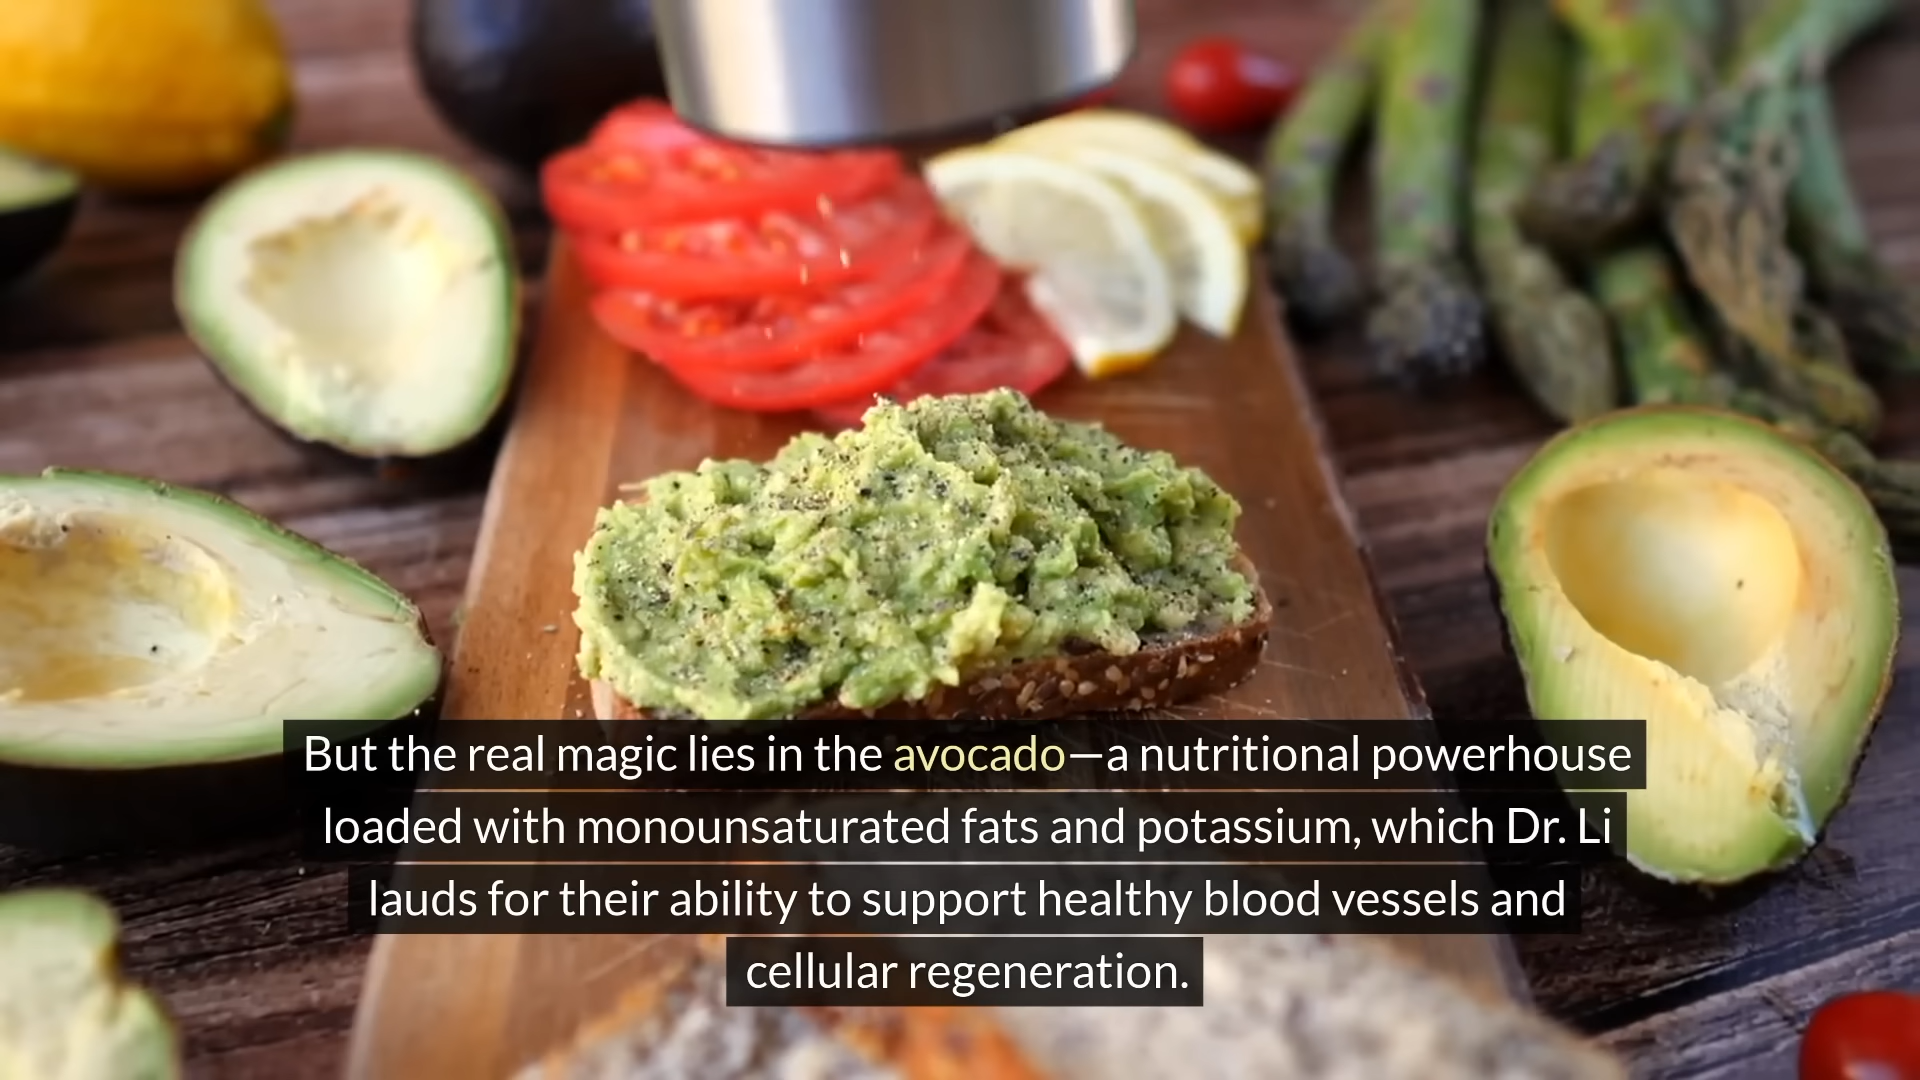 But the real magic lies in the avocado—a nutritional powerhouse
loaded with monounsaturated fats and potassium, which Dr. Li
lauds for their ability to support healthy blood vessels and
cellular regeneration.